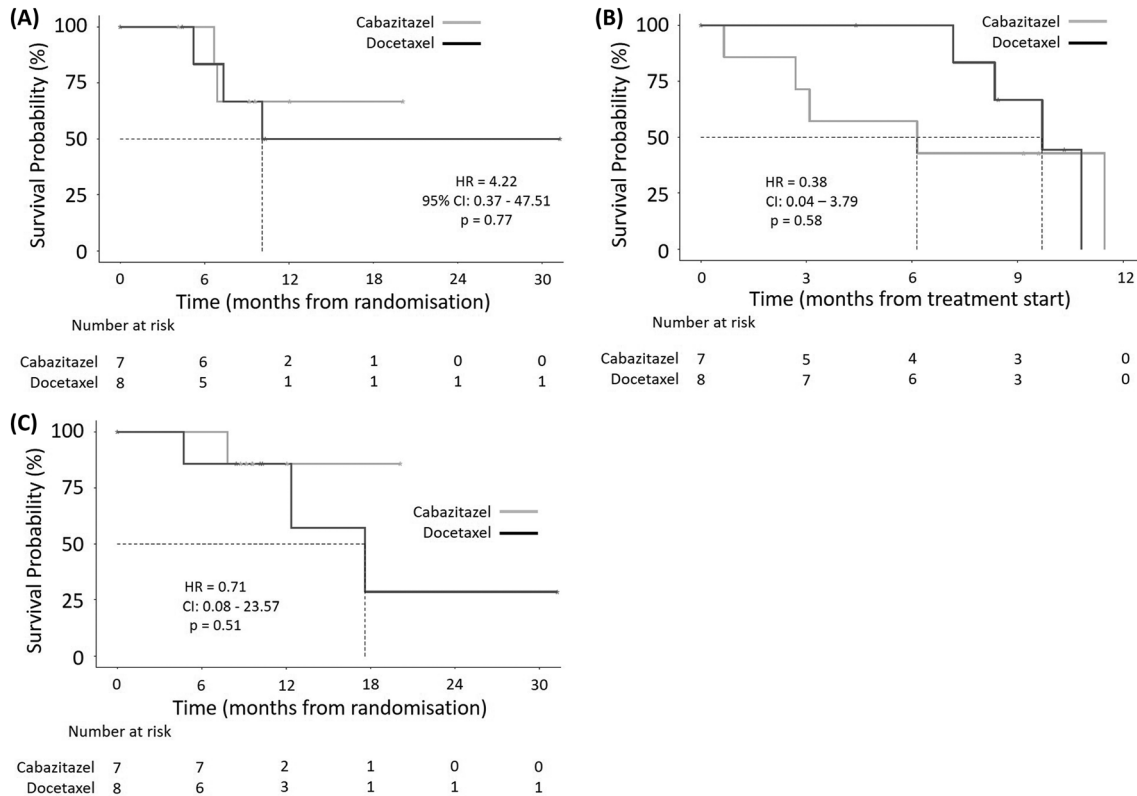 (A)
Cabazitazel
Docetaxel
100
75
50
25
0
Survival Probability (%)
HR = 4.22
95% CI: 0.37 - 47.51
p = 0.77
0 6 12 18 24 30
Time (months from randomisation)
Number at risk
Cabazitazel 7 6 2 1 0 0
Docetaxel 8 5 1 1 1 1
(B)
Cabazitazel
Docetaxel
100
75
50
25
0
Survival Probability (%)
HR = 0.38
CI: 0.04 – 3.79
p = 0.58
0 3 6 9 12
Time (months from treatment start)
Number at risk
Cabazitazel 7 5 4 3 0
Docetaxel 8 7 6 3 0
(C)
100
75
50
25
0
Survival Probability (%)
Cabazitazel
Docetaxel
HR = 0.71
CI: 0.08 - 23.57
p = 0.51
0 6 12 18 24 30
Time (months from randomisation)
Number at risk
Cabazitazel 7 7 2 1 0 0
Docetaxel 8 6 3 1 1 1